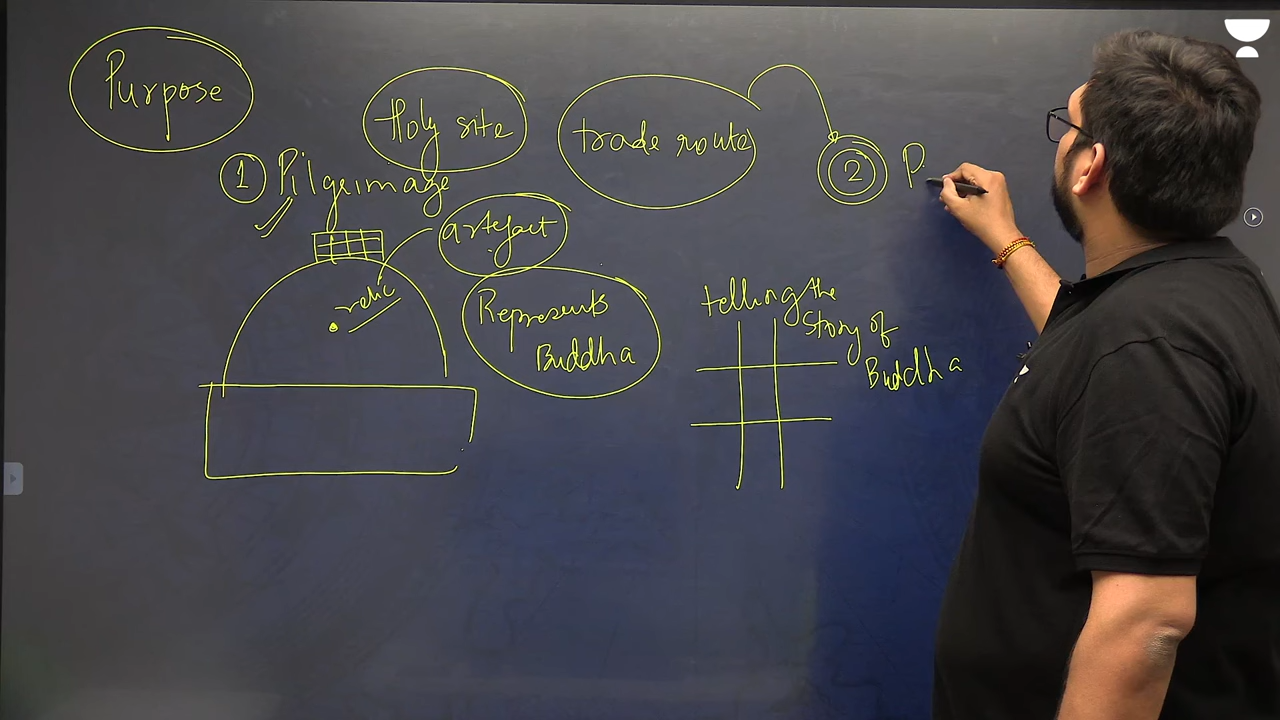 Purpose
Holy site
trade route
① Pilgrimage
② P
artefact
relic
Represents
Buddha
telling the
Story of
Buddha